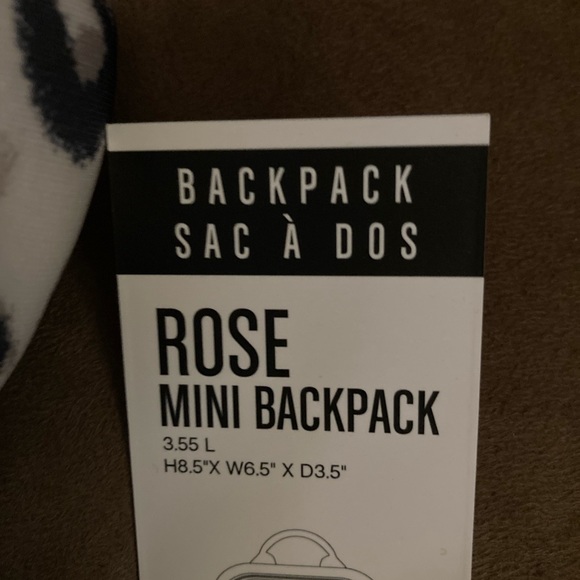 BACKPACK
SAC À DOS
ROSE
MINI BACKPACK
3.55 L
H8.5"X W6.5" X D3.5"